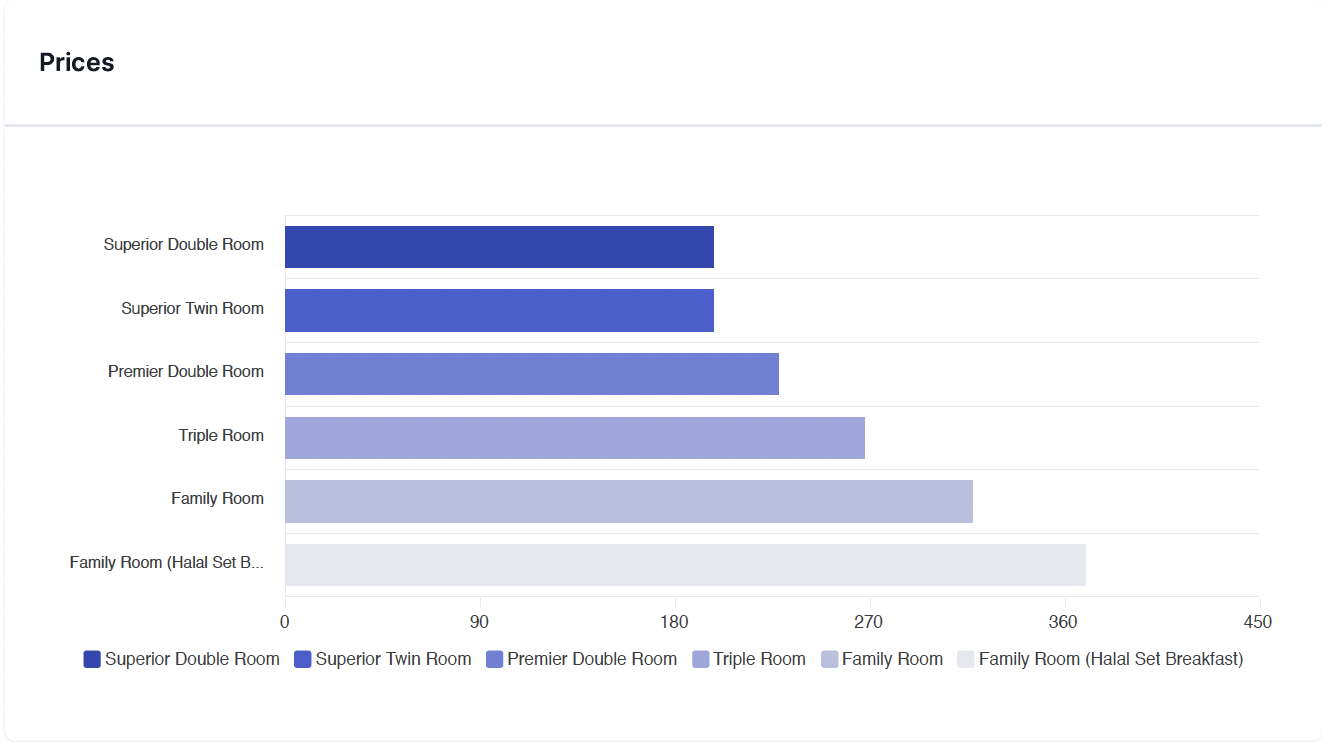 Prices
Superior Double Room
Superior Twin Room
Premier Double Room
Triple Room
Family Room
Family Room (Halal Set B...
0 90 180 270 360 450
Superior Double Room Superior Twin Room Premier Double Room Triple Room Family Room Family Room (Halal Set Breakfast)